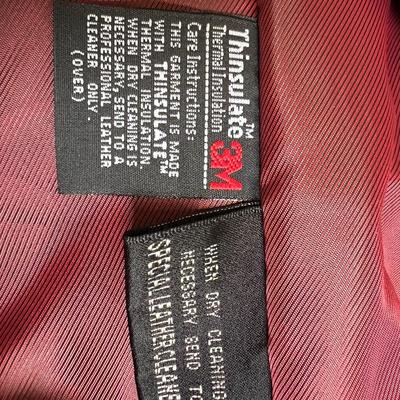 Thinsulate™
Thermal Insulation
3M
Care Instructions:
THIS GARMENT IS MADE
WITH THINSULATE™
THERMAL INSULATION.
WHEN DRY CLEANING IS
NECESSARY, SEND TO A
PROFESSIONAL LEATHER
CLEANER ONLY.
(OVER)
WHEN DRY CLEANING
NECESSARY SEND TO
SPECIAL LEATHER CLEANE